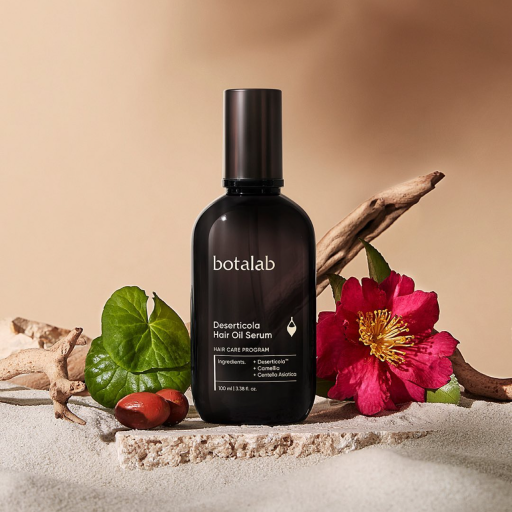 botalab
Deserticola
Hair Oil Serum
HAIR CARE PROGRAM
Ingredients. + Deserticola™
+ Camellia
+ Centella Asiatica
100 ml | 3.38 fl. oz.